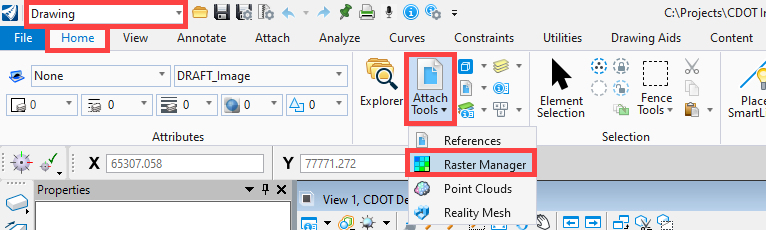 Drawing C:\Projects\CDOT In
File Home View Annotate Attach Analyze Curves Constraints Utilities Drawing Aids Content
None DRAFT_Image
0 0 0 0 0
Explorer Attach Tools Element Selection Fence Tools Place SmartL
Attributes Selection
References
X 65307.058 Y 77771.272 Raster Manager
Properties Point Clouds
View 1, CDOT De Reality Mesh